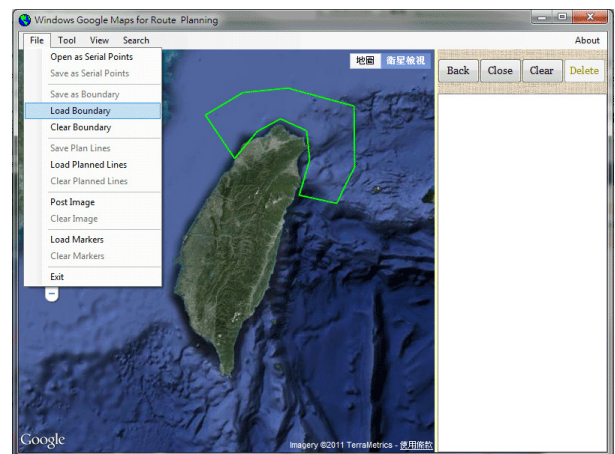 Windows Google Maps for Route Planning
File Tool View Search About
Open as Serial Points
Save as Serial Points
Save as Boundary
Load Boundary
Clear Boundary
Save Plan Lines
Load Planned Lines
Clear Planned Lines
Post Image
Clear Image
Load Markers
Clear Markers
Exit
地圖 衛星檢視
Back Close Clear Delete
Google
Imagery ©2011 TerraMetrics - 使用條款